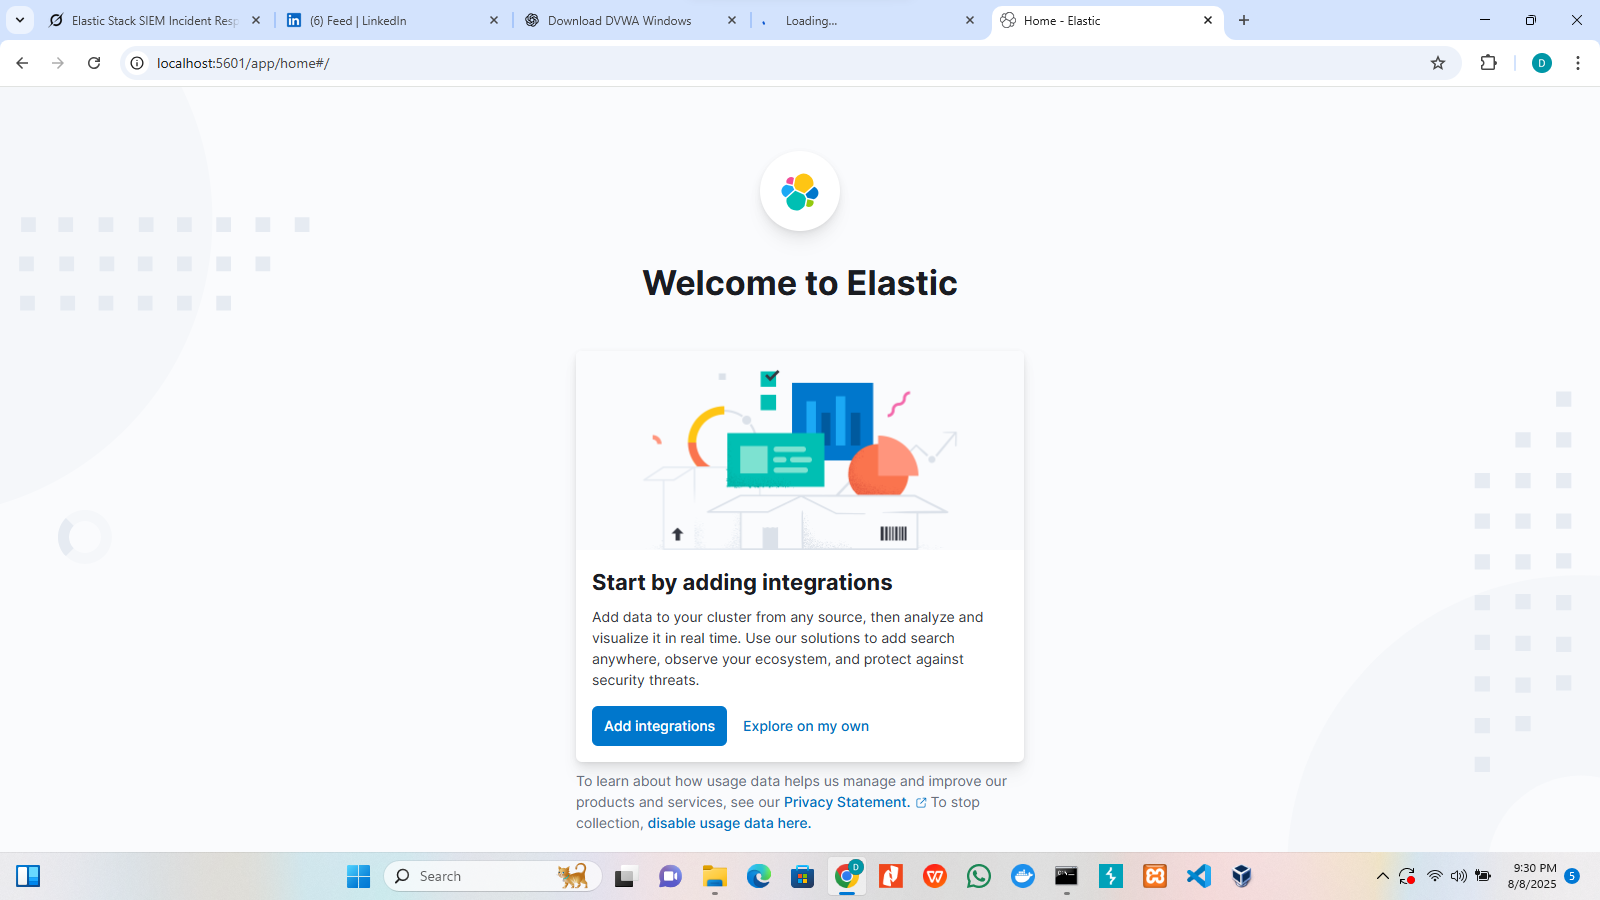 Elastic Stack SIEM Incident Resp
(6) Feed | LinkedIn
Download DVWA Windows
Loading...
Home - Elastic
localhost:5601/app/home#/
D
Welcome to Elastic
Start by adding integrations
Add data to your cluster from any source, then analyze and
visualize it in real time. Use our solutions to add search
anywhere, observe your ecosystem, and protect against
security threats.
Add integrations
Explore on my own
To learn about how usage data helps us manage and improve our
products and services, see our Privacy Statement. To stop
collection, disable usage data here.
Search
D
9:30 PM
8/8/2025
5